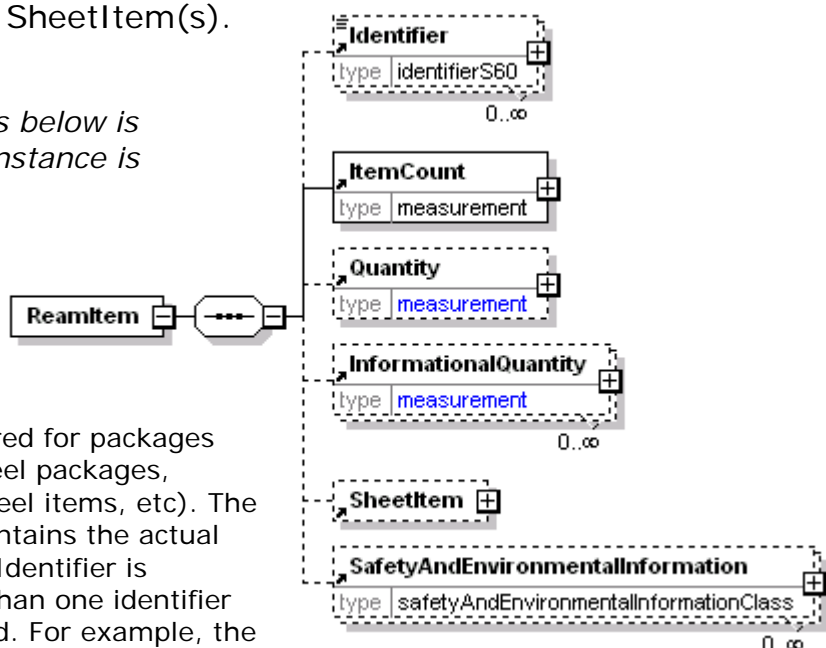 SheetItem(s).
s below is
nstance is
red for packages
eel packages,
eel items, etc). The
ntains the actual
Identifier is
than one identifier
d. For example, the
ReamItem
Identifier
type identifierS60
0..∞
ItemCount
type measurement
Quantity
type measurement
InformationalQuantity
type measurement
0..∞
SheetItem
SafetyAndEnvironmentalInformation
type safetyAndEnvironmentalInformationClass
0..∞